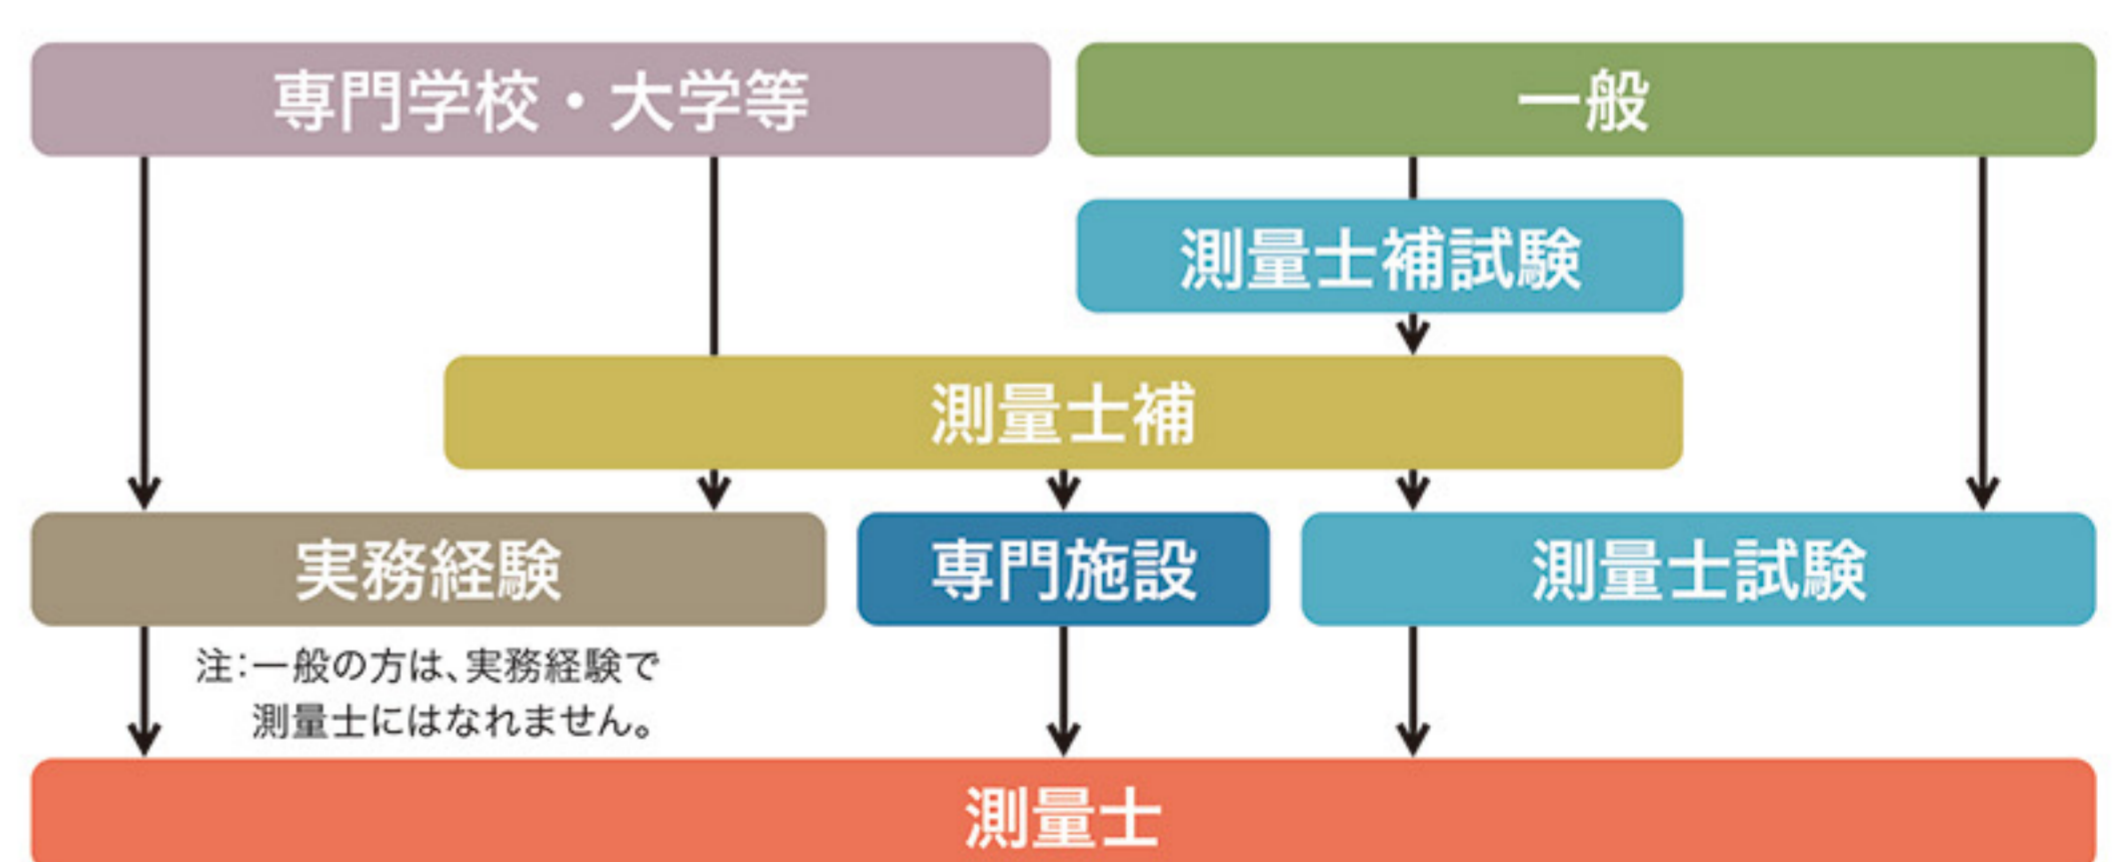 専門学校・大学等
一般
測量士補試験
測量士補
実務経験
専門施設
測量士試験
注:一般の方は、実務経験で
測量士にはなれません。
測量士